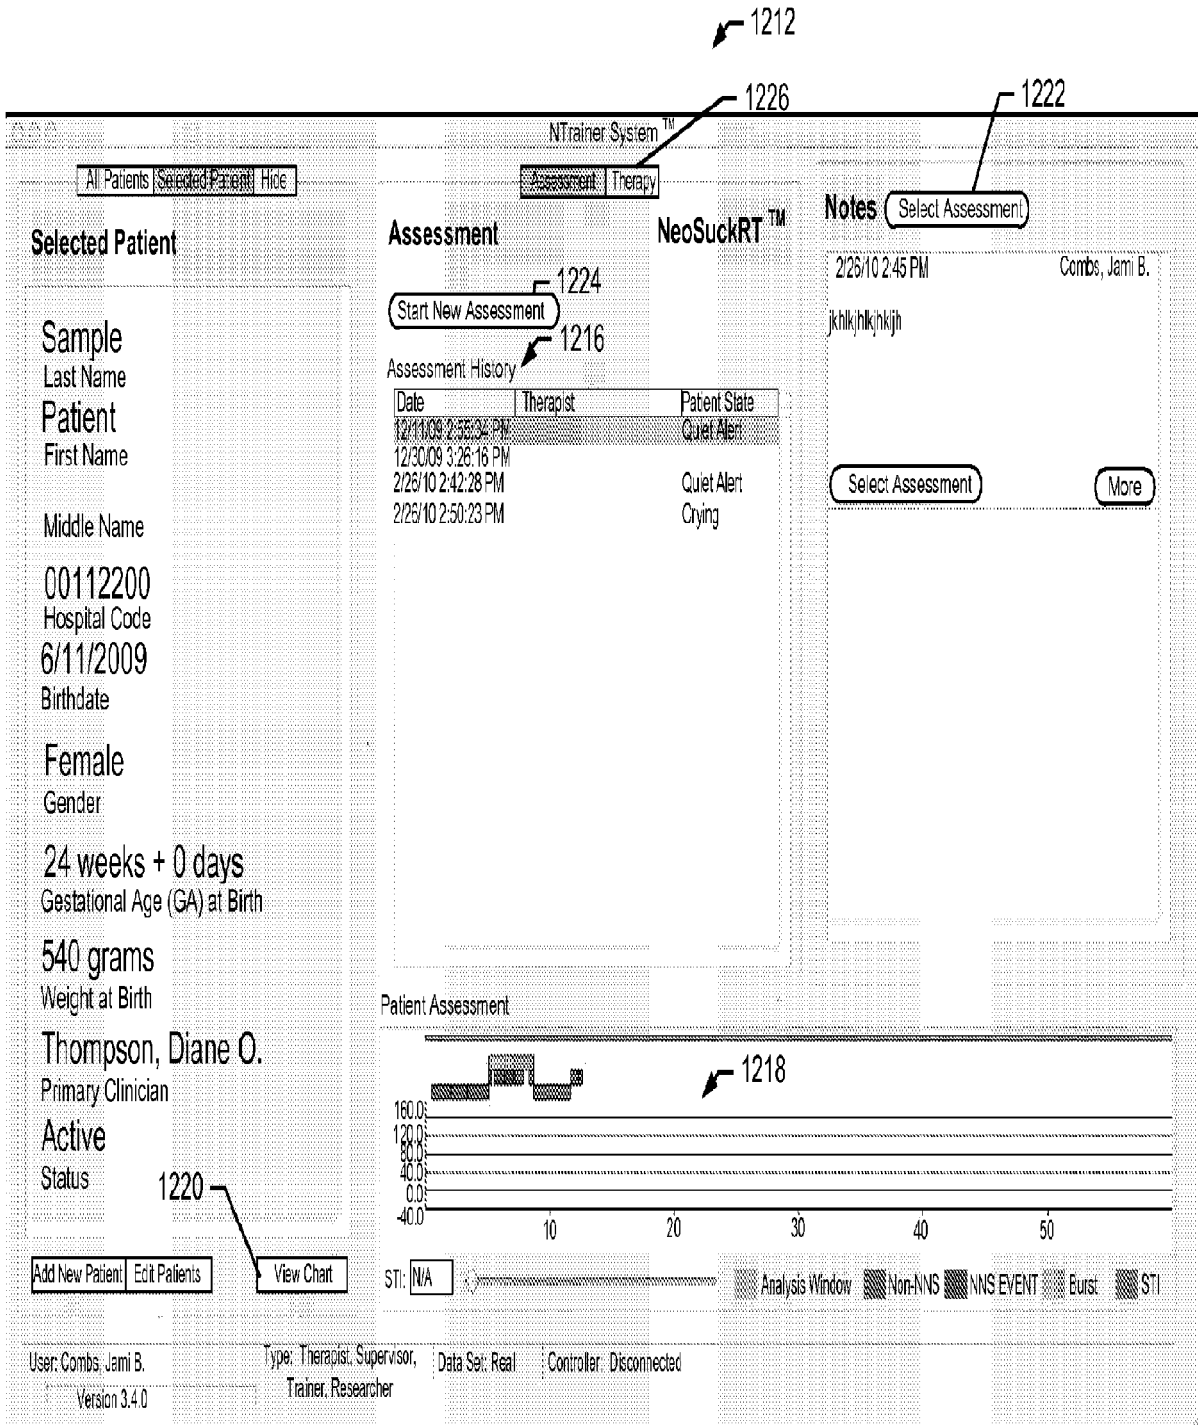 1212
1226
1222
NTrainer System TM
All Patients Selected Patient Hide
Assessment Therapy
Notes Select Assessment
Selected Patient
Assessment
NeoSuckRT TM
2/26/10 2:45 PM Combs, Jami B.
1224
Start New Assessment
jkhlkjhlkjhkljh
1216
Assessment History
Date Therapist Patient State
12/11/09 2:55:34 PM Quiet Alert
12/30/09 3:26:16 PM
2/26/10 2:42:28 PM Quiet Alert
2/26/10 2:50:23 PM Crying
Select Assessment More
Sample
Last Name
Patient
First Name
Middle Name
00112200
Hospital Code
6/11/2009
Birthdate
Female
Gender
24 weeks + 0 days
Gestational Age (GA) at Birth
540 grams
Weight at Birth
Thompson, Diane O.
Primary Clinician
Active
Status
1220
Add New Patient Edit Patients View Chart
Patient Assessment
1218
160.0
120.0
80.0
40.0
0.0
-40.0
10 20 30 40 50
STI: N/A
Analysis Window Non-NNS NNS EVENT Burst STI
User: Combs, Jami B.
Version 3.4.0
Type: Therapist, Supervisor,
Trainer, Researcher
Data Set: Real
Controller: Disconnected